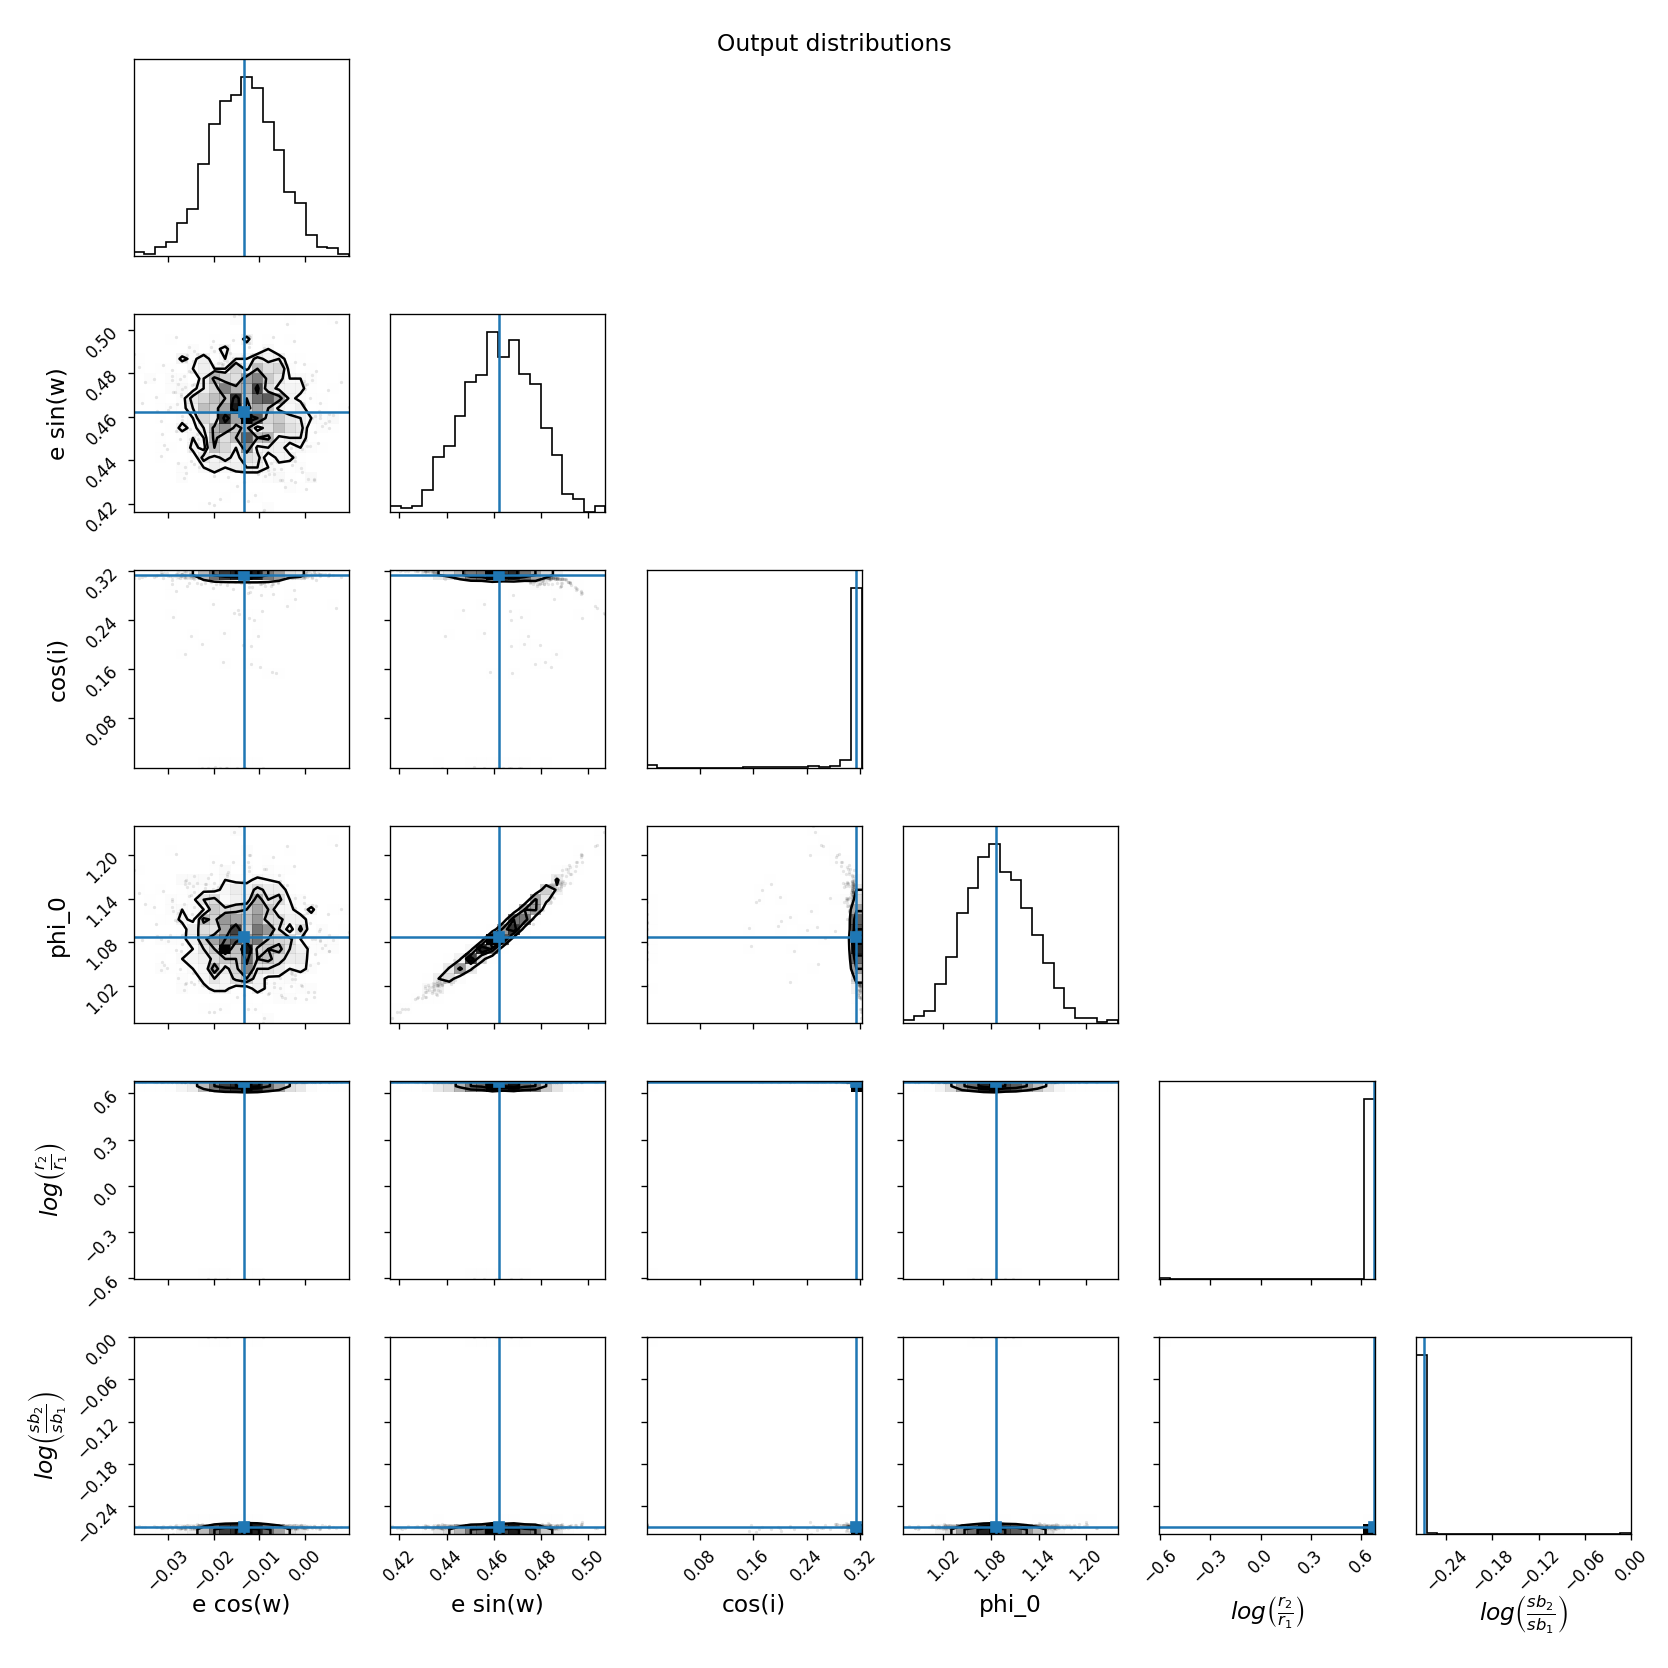 Output distributions
0.50
0.48
0.46
0.44
0.42
e sin(w)
0.32
0.24
0.16
0.08
cos(i)
1.20
1.14
1.08
1.02
phi_0
0.6
0.3
0.0
−0.3
−0.6
log(r₂/r₁)
0.00
−0.06
−0.12
−0.18
−0.24
log(sb₂/sb₁)
−0.03 −0.02 −0.01 0.00
e cos(w)
0.42 0.44 0.46 0.48 0.50
e sin(w)
0.08 0.16 0.24 0.32
cos(i)
1.02 1.08 1.14 1.20
phi_0
−0.6 −0.3 0.0 0.3 0.6
log(r₂/r₁)
−0.24 −0.18 −0.12 −0.06 0.00
log(sb₂/sb₁)